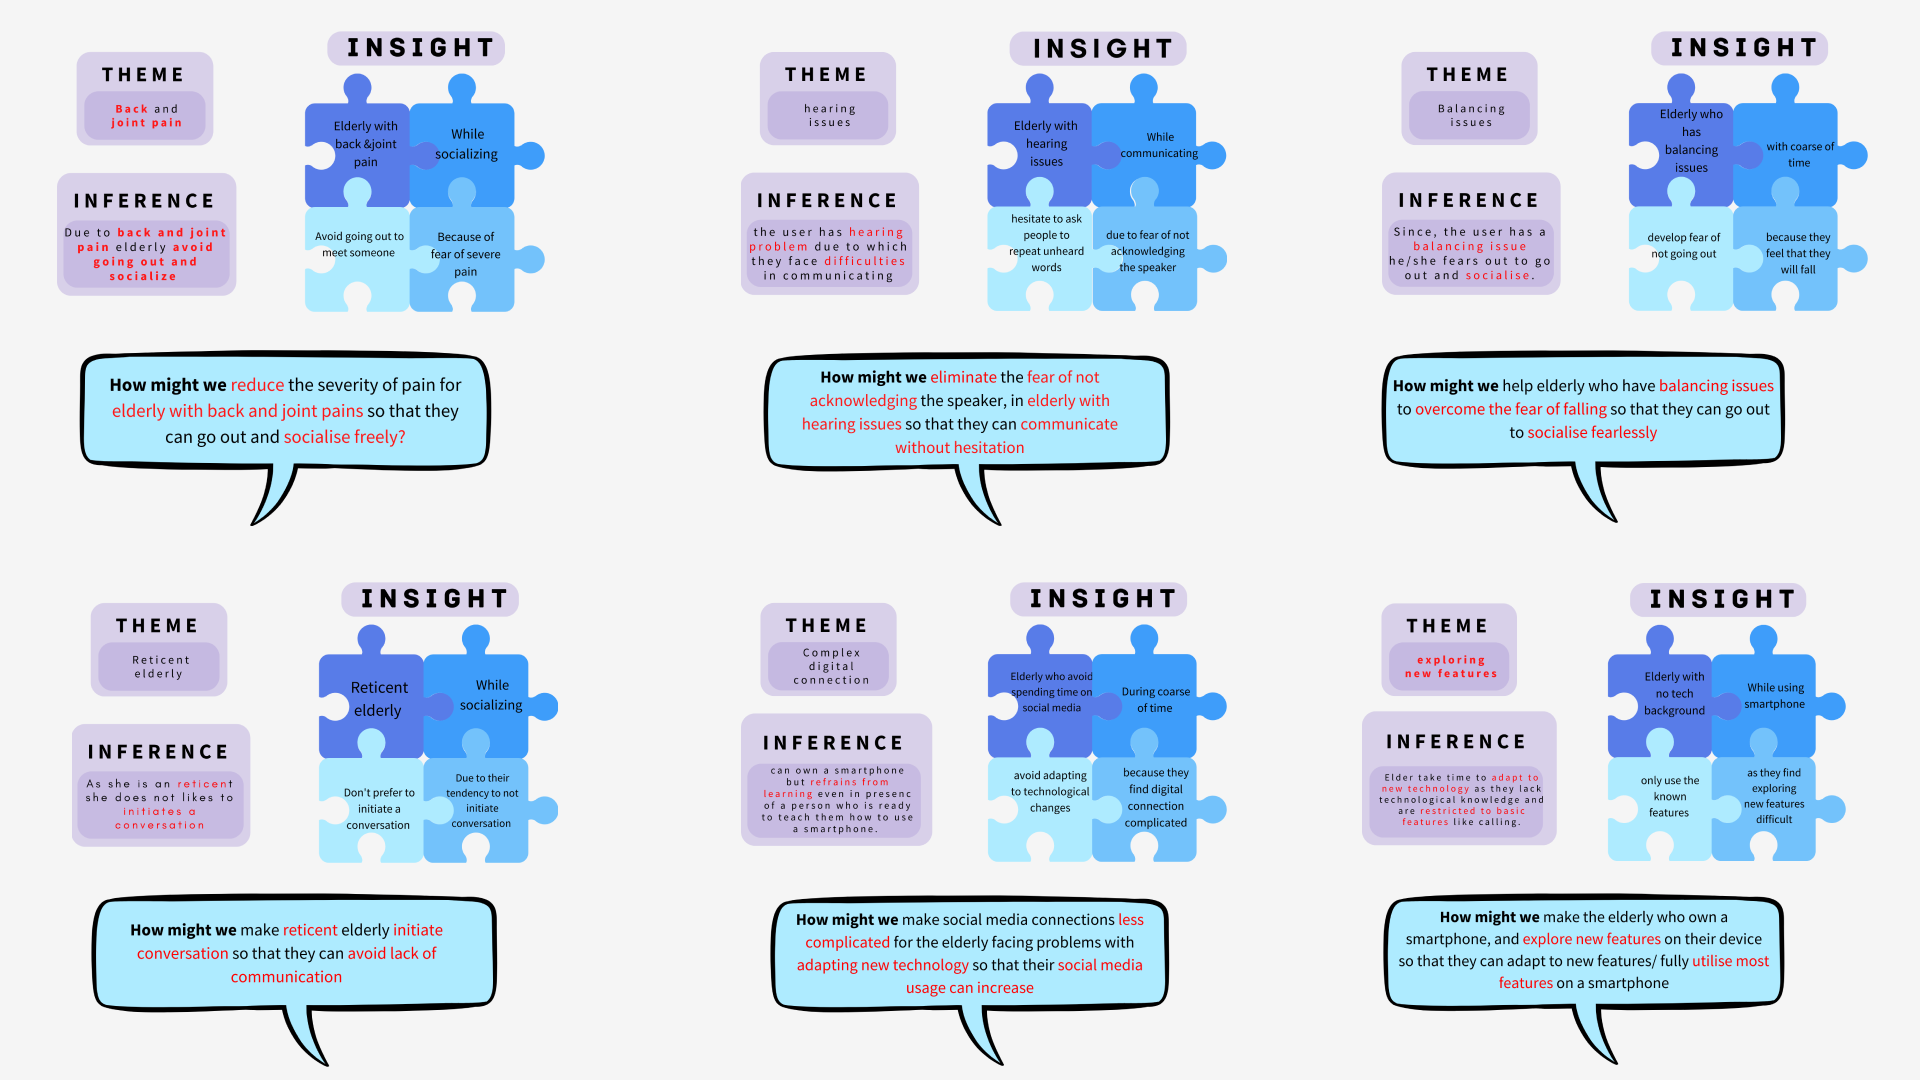 INSIGHT
THEME
Back and
joint pain
Elderly with
back &joint
pain
While
socializing
INFERENCE
Due to back and joint
pain elderly avoid
going out and
socialize
Avoid going out to
meet someone
Because of
fear of severe
pain
How might we reduce the severity of pain for
elderly with back and joint pains so that they
can go out and socialise freely?
INSIGHT
THEME
hearing
issues
Elderly with
hearing
issues
While
communicating
INFERENCE
the user has hearing
problem due to which
they face difficulties
in communicating
hesitate to ask
people to
repeat unheard
words
due to fear of not
acknowledging
the speaker
How might we eliminate the fear of not
acknowledging the speaker, in elderly with
hearing issues so that they can communicate
without hesitation
INSIGHT
THEME
Balancing
issues
Elderly who
has
balancing
issues
with coarse of
time
INFERENCE
Since, the user has a
balancing issue
he/she fears out to go
out and socialise.
develop fear of
not going out
because they
feel that they
will fall
How might we help elderly who have balancing issues
to overcome the fear of falling so that they can go out
to socialise fearlessly
INSIGHT
THEME
Reticent
elderly
Reticent
elderly
While
socializing
INFERENCE
As she is an reticent
she does not likes to
initiates a
conversation
Don't prefer to
initiate a
conversation
Due to their
tendency to not
initiate
conversation
How might we make reticent elderly initiate
conversation so that they can avoid lack of
communication
INSIGHT
THEME
Complex
digital
connection
Elderly who avoid
spending time on
social media
During coarse
of time
INFERENCE
can own a smartphone
but refrains from
learning even in presenc
of a person who is ready
to teach them how to use
a smartphone.
avoid adapting
to technological
changes
because they
find digital
connection
complicated
How might we make social media connections less
complicated for the elderly facing problems with
adapting new technology so that their social media
usage can increase
INSIGHT
THEME
exploring
new features
Elderly with
no tech
background
While using
smartphone
INFERENCE
Elder take time to adapt to
new technology as they lack
technological knowledge and
are restricted to basic
features like calling.
only use the
known
features
as they find
exploring
new features
difficult
How might we make the elderly who own a
smartphone, and explore new features on their device
so that they can adapt to new features/ fully utilise most
features on a smartphone